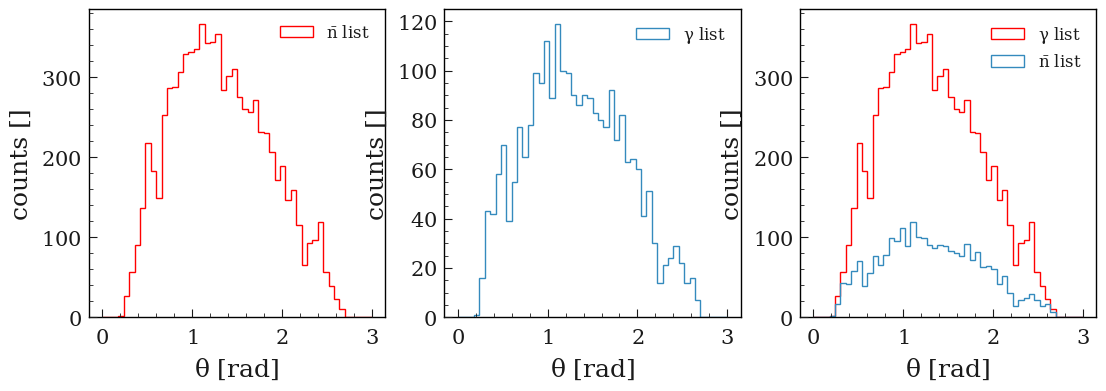 n̄ list
counts []
300
200
100
0
0 1 2 3
θ [rad]
γ list
counts []
120
100
80
60
40
20
0
0 1 2 3
θ [rad]
γ list
n̄ list
counts []
300
200
100
0
0 1 2 3
θ [rad]